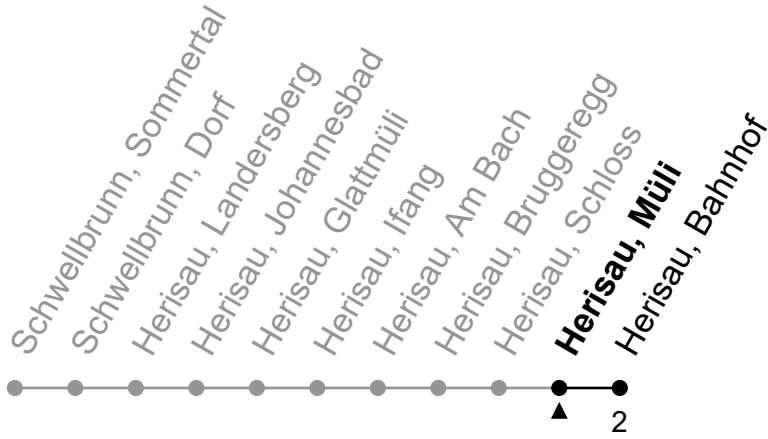 Schwellbrunn, Sommertal
Schwellbrunn, Dorf
Herisau, Landersberg
Herisau, Johannesbad
Herisau, Glattmüli
Herisau, Ifang
Herisau, Am Bach
Herisau, Bruggeregg
Herisau, Schloss
Herisau, Müli
Herisau, Bahnhof
2